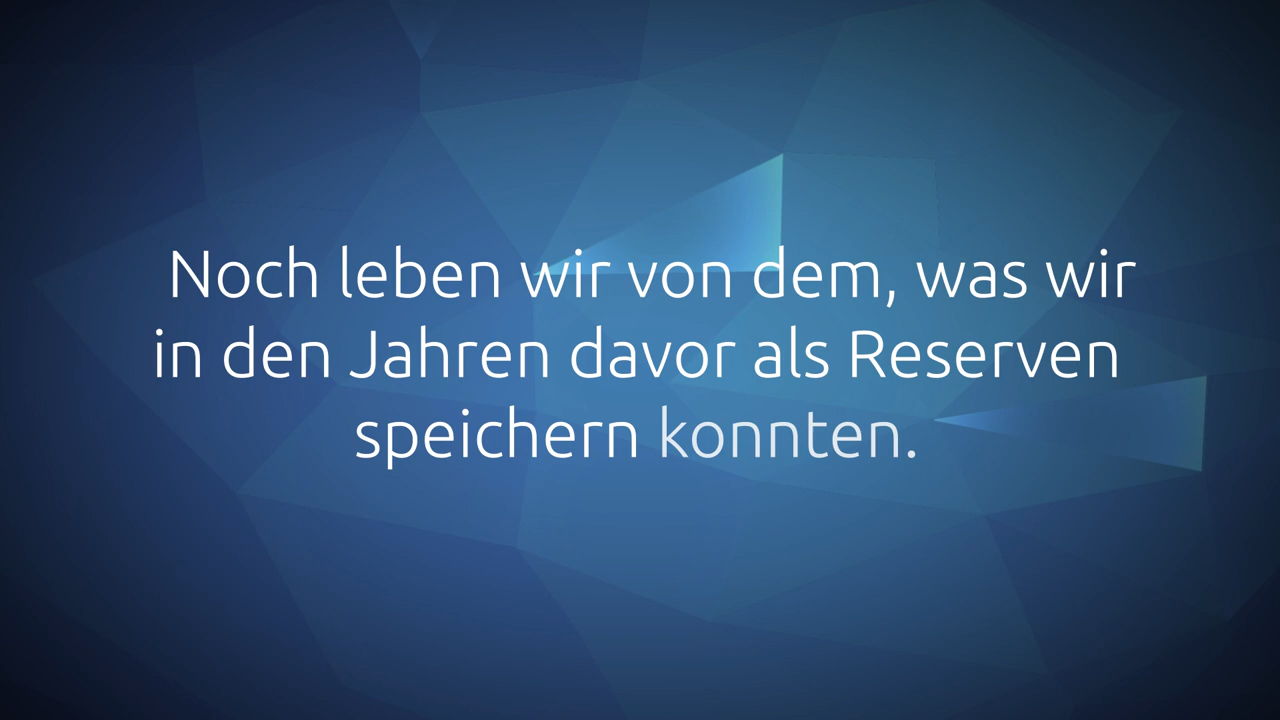 Noch leben wir von dem, was wir
in den Jahren davor als Reserven
speichern konnten.